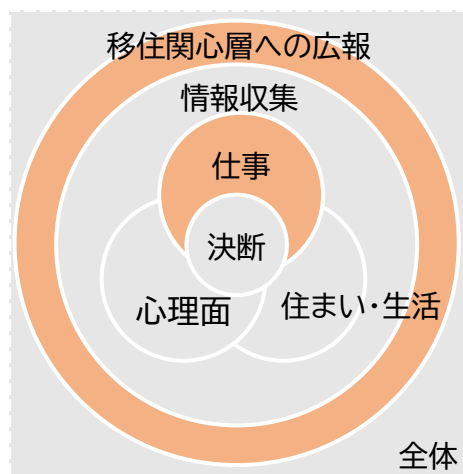 移住関心層への広報
情報収集
仕事
決断
心理面
住まい・生活
全体